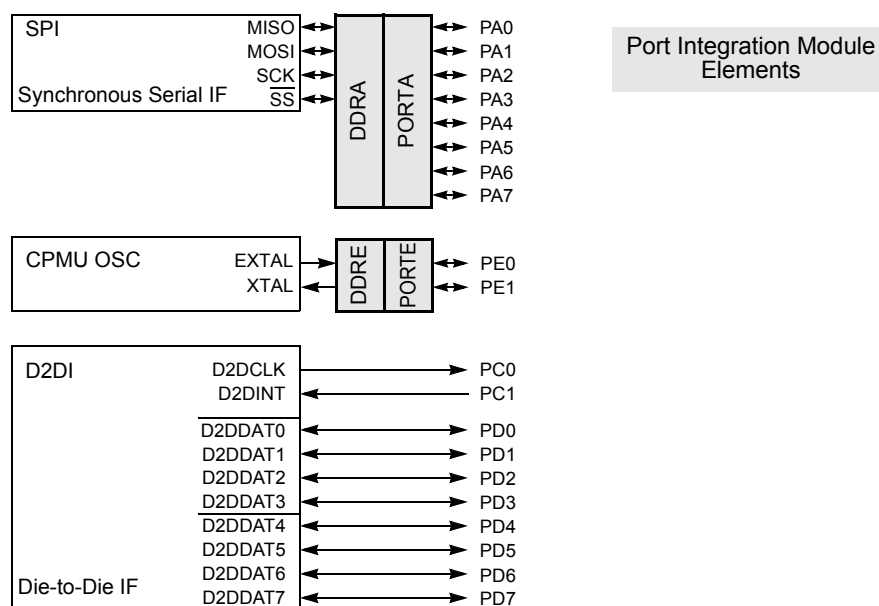 SPI MISO PA0
MOSI PA1
SCK PA2
Synchronous Serial IF SS PA3
DDRA PORTA
PA4
PA5
PA6
PA7
Port Integration Module
Elements
CPMU OSC EXTAL PE0
XTAL PE1
DDRE PORTE
D2DI D2DCLK PC0
D2DINT PC1
D2DDAT0 PD0
D2DDAT1 PD1
D2DDAT2 PD2
D2DDAT3 PD3
D2DDAT4 PD4
D2DDAT5 PD5
D2DDAT6 PD6
Die-to-Die IF D2DDAT7 PD7